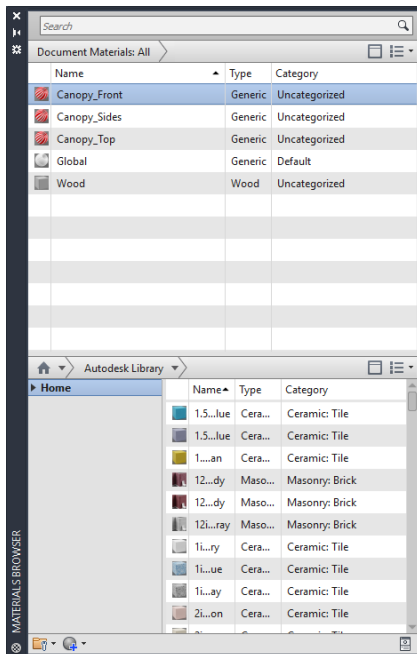 Search
Document Materials: All
Name Type Category
Canopy_Front Generic Uncategorized
Canopy_Sides Generic Uncategorized
Canopy_Top Generic Uncategorized
Global Generic Default
Wood Wood Uncategorized
Autodesk Library
Home
Name Type Category
1.5...lue Cera... Ceramic: Tile
1.5...lue Cera... Ceramic: Tile
1....an Cera... Ceramic: Tile
12...dy Maso... Masonry: Brick
12...dy Maso... Masonry: Brick
12i...ray Maso... Masonry: Brick
1i...ry Cera... Ceramic: Tile
1i...ue Cera... Ceramic: Tile
1i...ay Cera... Ceramic: Tile
2i...on Cera... Ceramic: Tile
MATERIALS BROWSER